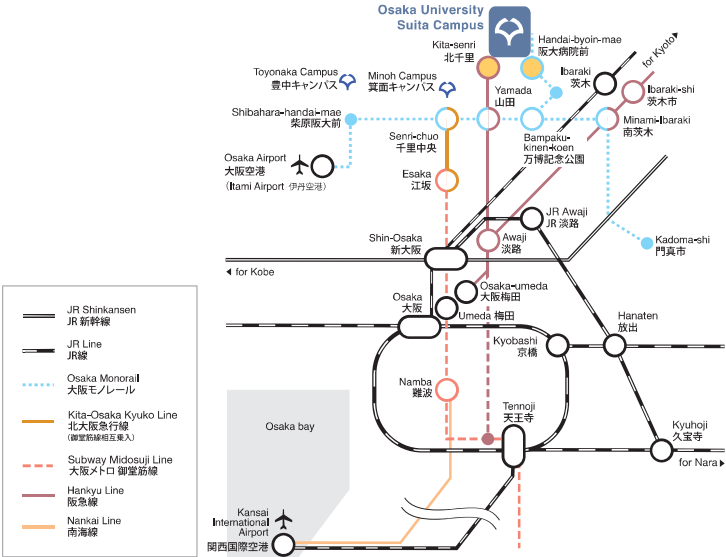 Osaka University
Suita Campus
Kita-senri
北千里
Handai-byoin-mae
阪大病院前
for Kyoto
Toyonaka Campus
豊中キャンパス
Minoh Campus
箕面キャンパス
Ibaraki
茨木
Ibaraki-shi
茨木市
Yamada
山田
Shibahara-handai-mae
柴原阪大前
Minami-Ibaraki
南茨木
Senri-chuo
千里中央
Bampaku-
kinen-koen
万博記念公園
Osaka Airport
大阪空港
(Itami Airport 伊丹空港)
Esaka
江坂
JR Awaji
JR 淡路
Shin-Osaka
新大阪
Awaji
淡路
Kadoma-shi
門真市
for Kobe
Osaka-umeda
大阪梅田
Osaka
大阪
Umeda 梅田
Hanaten
放出
Kyobashi
京橋
Namba
難波
Tennoji
天王寺
Kyuhoji
久宝寺
for Nara
Osaka bay
Kansai
International
Airport
関西国際空港
JR Shinkansen
JR 新幹線
JR Line
JR線
Osaka Monorail
大阪モノレール
Kita-Osaka Kyuko Line
北大阪急行線
(御堂筋線相互乗入)
Subway Midosuji Line
大阪メトロ 御堂筋線
Hankyu Line
阪急線
Nankai Line
南海線